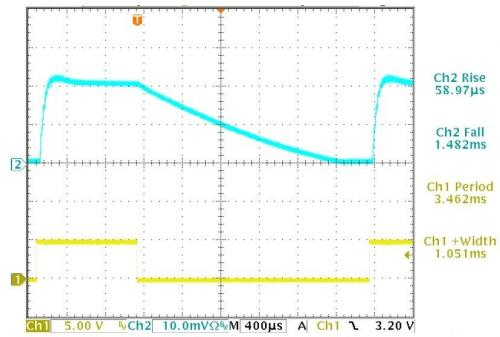 T
Ch2 Rise
58.97µs
Ch2 Fall
1.482ms
2
Ch1 Period
3.462ms
Ch1 +Width
1.051ms
1
Ch1 5.00 V Ch2 10.0mVΩ M 400µs A Ch1 3.20 V